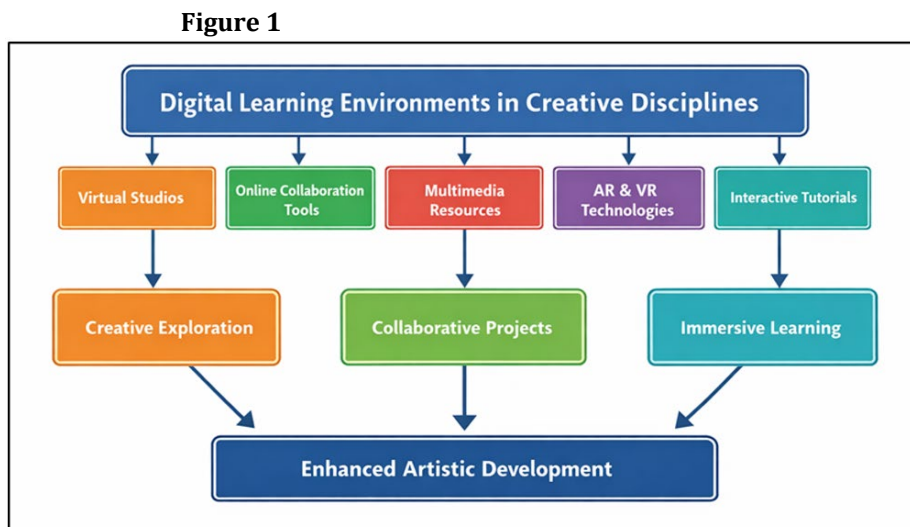 Figure 1
Digital Learning Environments in Creative Disciplines
Virtual Studios
Online Collaboration
Tools
Multimedia
Resources
AR & VR
Technologies
Interactive Tutorials
Creative Exploration
Collaborative Projects
Immersive Learning
Enhanced Artistic Development